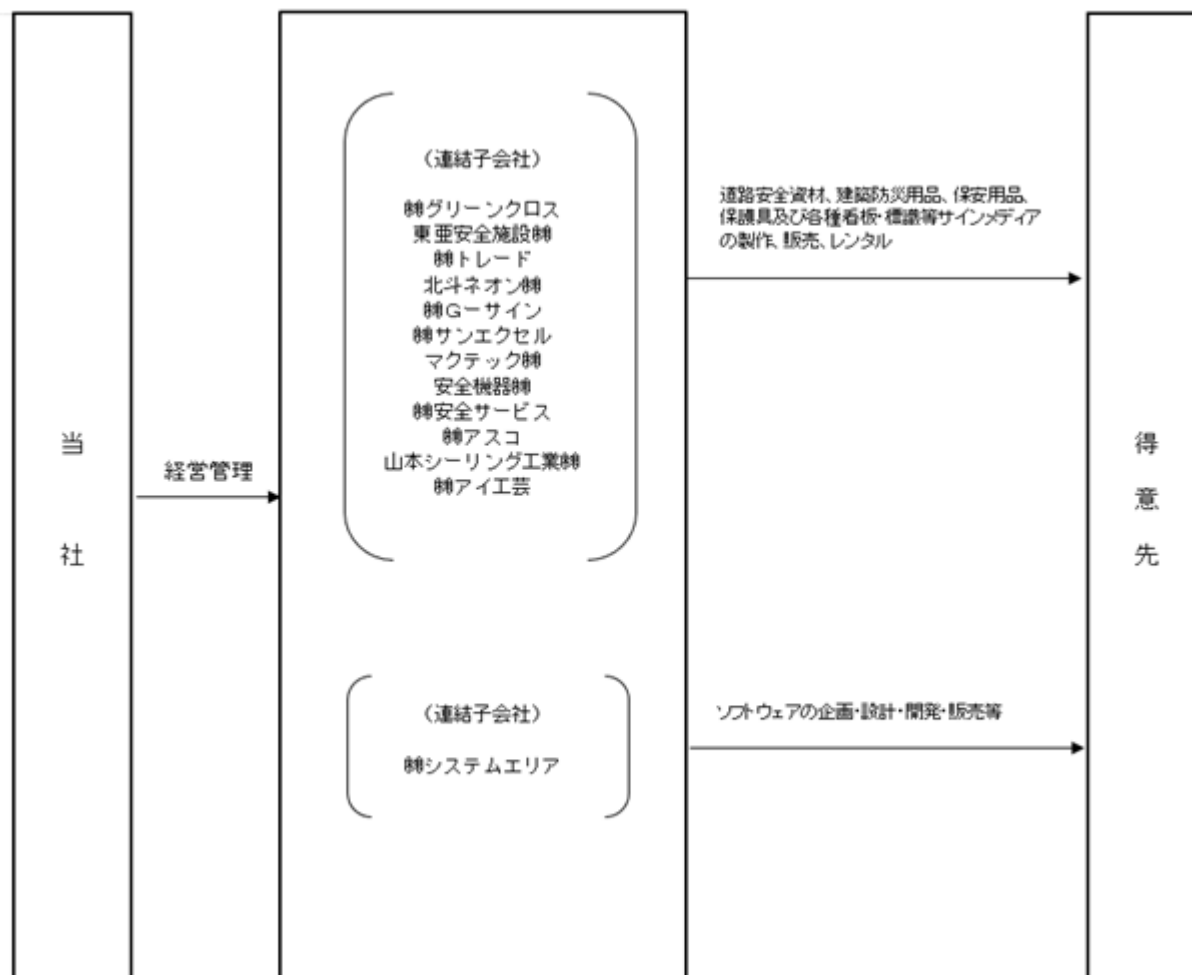 当
社
経営管理
（連結子会社）
㈱グリーンクロス
東亜安全施設㈱
㈱トレード
北斗ネオン㈱
㈱Gーサイン
㈱サンエクセル
マクテック㈱
安全機器㈱
㈱安全サービス
㈱アスコ
山本シーリング工業㈱
㈱アイ工芸
（連結子会社）
㈱システムエリア
道路安全資材、建築防災用品、保安用品、
保護具及び各種看板・標識等サインメディア
の製作、販売、レンタル
ソフトウェアの企画・設計・開発・販売等
得
意
先